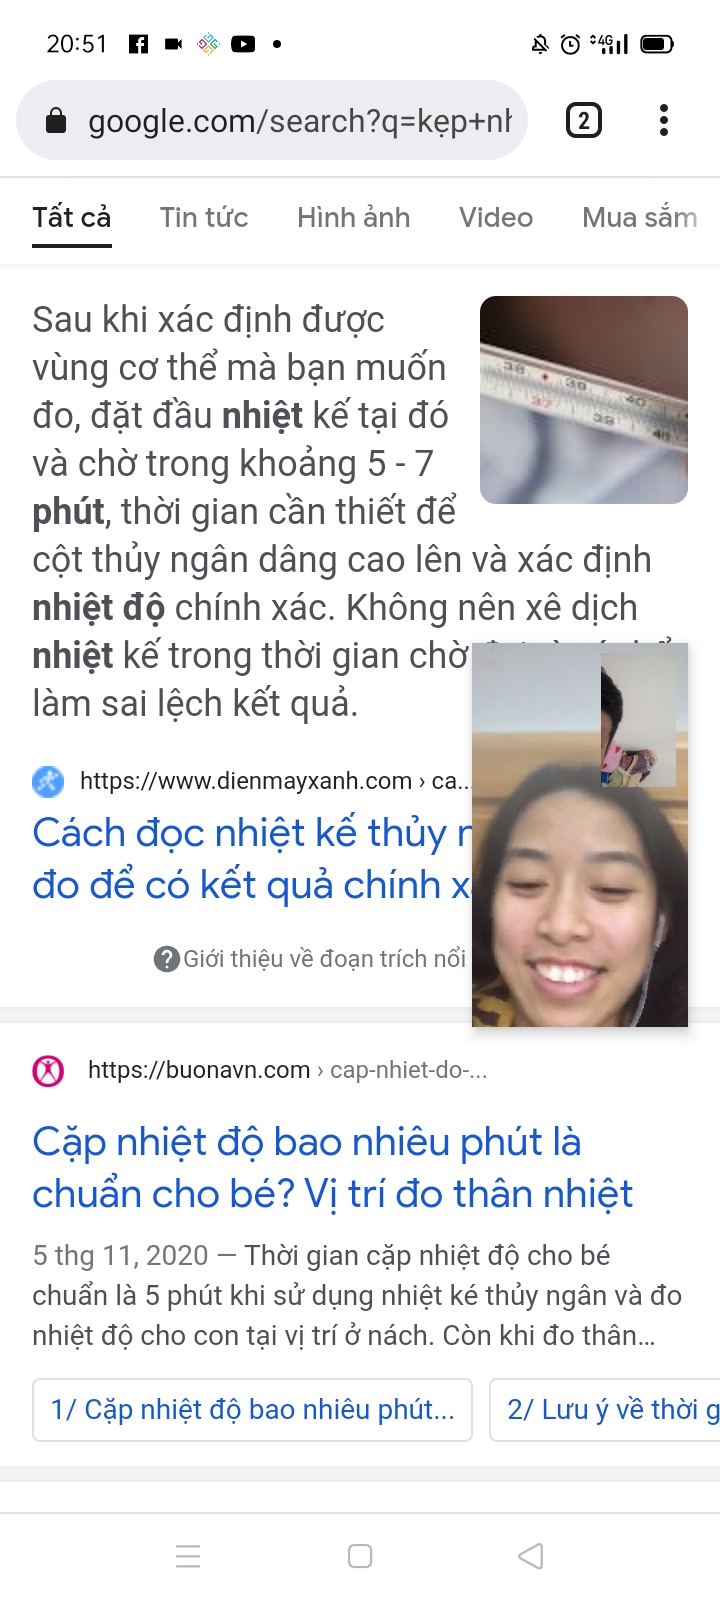 20:51
4G
google.com/search?q=kẹp+nh
2
Tất cả
Tin tức
Hình ảnh
Video
Mua sắm
Sau khi xác định được
vùng cơ thể mà bạn muốn
đo, đặt đầu nhiệt kế tại đó
và chờ trong khoảng 5 - 7
phút, thời gian cần thiết để
cột thủy ngân dâng cao lên và xác định
nhiệt độ chính xác. Không nên xê dịch
nhiệt kế trong thời gian chờ
làm sai lệch kết quả.
38
39
40
37
https://www.dienmayxanh.com › ca...
Cách đọc nhiệt kế thủy
đo để có kết quả chính
Giới thiệu về đoạn trích nổi
https://buonavn.com › cap-nhiet-do-...
Cặp nhiệt độ bao nhiêu phút là
chuẩn cho bé? Vị trí đo thân nhiệt
5 thg 11, 2020 — Thời gian cặp nhiệt độ cho bé
chuẩn là 5 phút khi sử dụng nhiệt ké thủy ngân và đo
nhiệt độ cho con tại vị trí ở nách. Còn khi đo thân...
1/ Cặp nhiệt độ bao nhiêu phút...
2/ Lưu ý về thời g